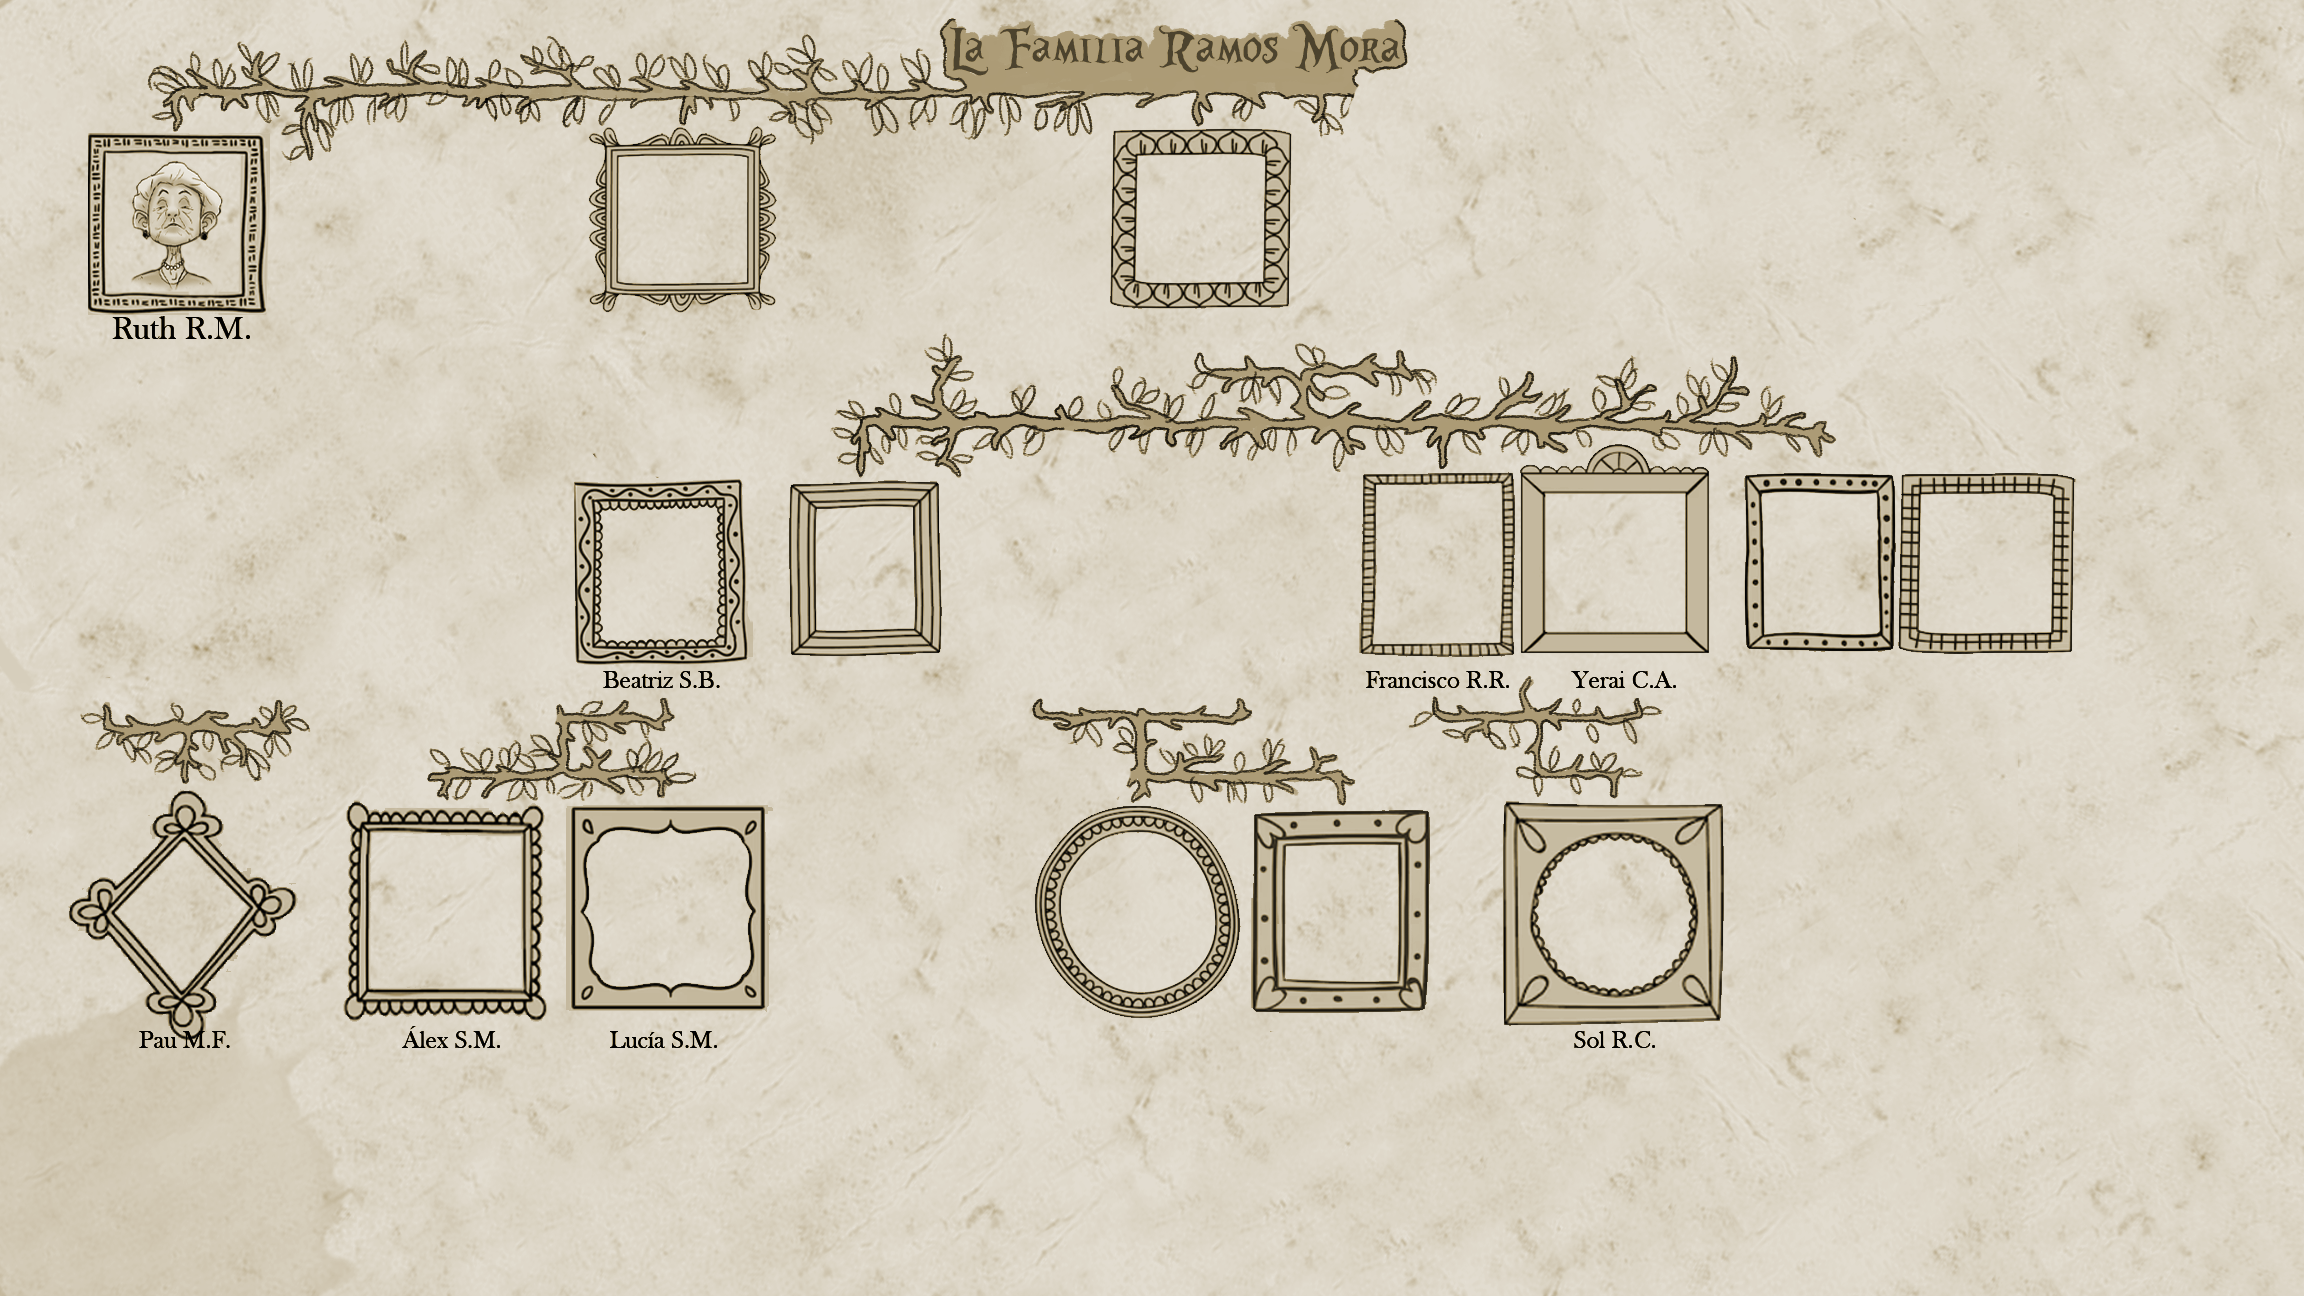 La Familia Ramos Mora
Ruth R.M.
Beatriz S.B.
Francisco R.R.
Yerai C.A.
Pau M.F.
Álex S.M.
Lucía S.M.
Sol R.C.